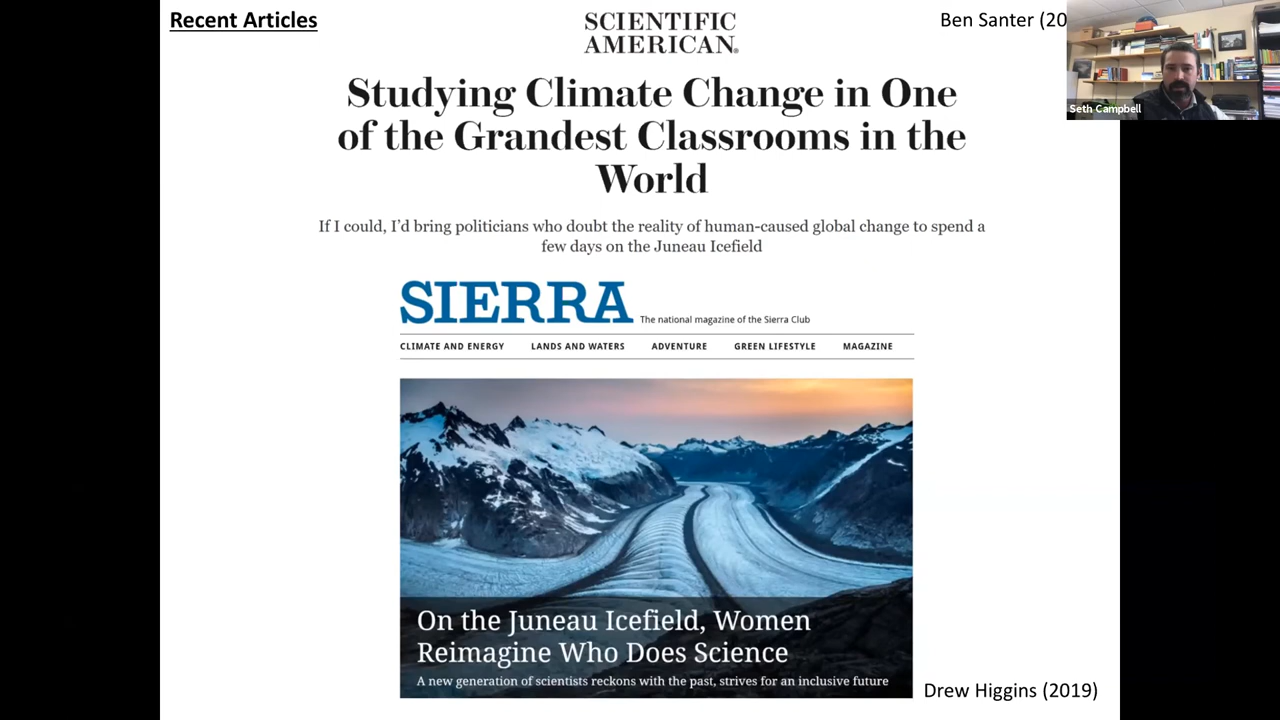 Recent Articles
SCIENTIFIC
AMERICAN®
Ben Santer (20
Seth Campbell
Studying Climate Change in One
of the Grandest Classrooms in the
World
If I could, I’d bring politicians who doubt the reality of human-caused global change to spend a
few days on the Juneau Icefield
SIERRA The national magazine of the Sierra Club
CLIMATE AND ENERGY LANDS AND WATERS ADVENTURE GREEN LIFESTYLE MAGAZINE
On the Juneau Icefield, Women
Reimagine Who Does Science
A new generation of scientists reckons with the past, strives for an inclusive future
Drew Higgins (2019)